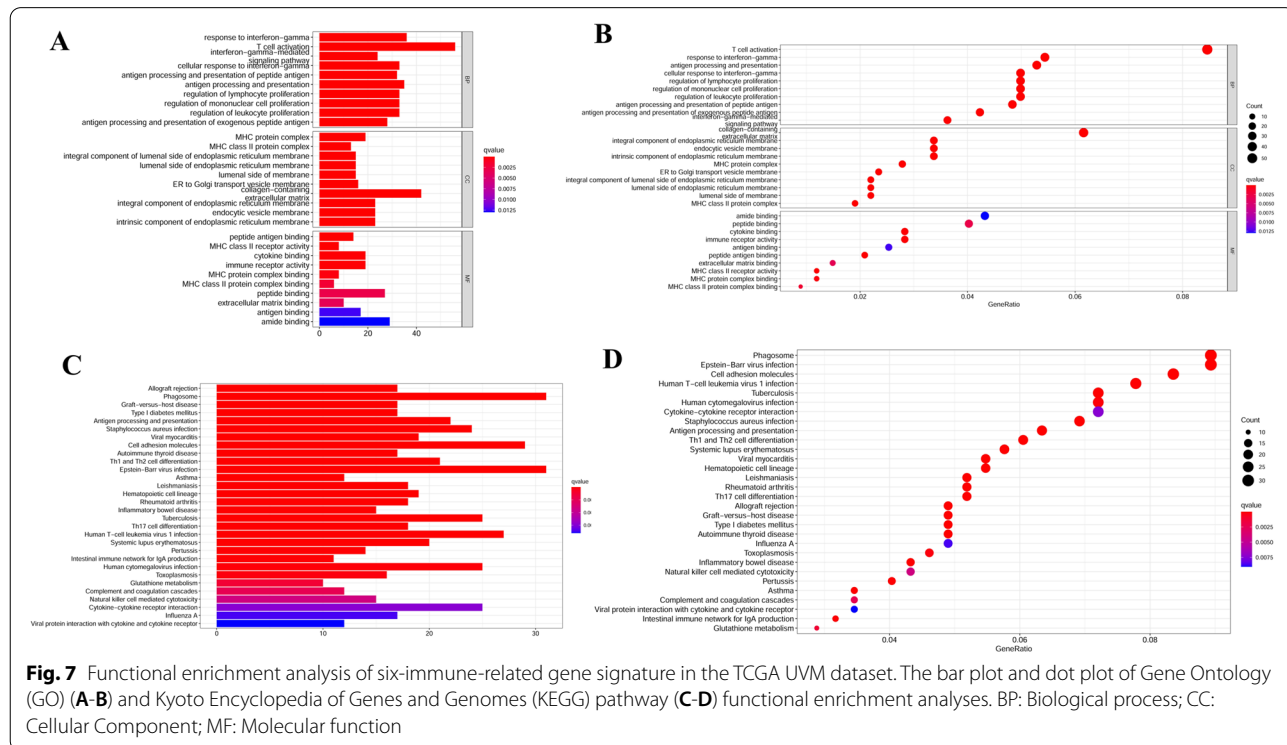 A
response to interferon−gamma
T cell activation
interferon−gamma−mediated
signaling pathway
cellular response to interferon−gamma
antigen processing and presentation of peptide antigen
antigen processing and presentation
regulation of lymphocyte proliferation
regulation of mononuclear cell proliferation
regulation of leukocyte proliferation
antigen processing and presentation of exogenous peptide antigen
BP
MHC protein complex
MHC class II protein complex
integral component of lumenal side of endoplasmic reticulum membrane
lumenal side of endoplasmic reticulum membrane
lumenal side of membrane
ER to Golgi transport vesicle membrane
collagen−containing
extracellular matrix
integral component of endoplasmic reticulum membrane
endocytic vesicle membrane
intrinsic component of endoplasmic reticulum membrane
CC
peptide antigen binding
MHC class II receptor activity
cytokine binding
immune receptor activity
MHC protein complex binding
MHC class II protein complex binding
peptide binding
extracellular matrix binding
antigen binding
amide binding
MF
0 20 40
qvalue
0.0025
0.0050
0.0075
0.0100
0.0125
B
T cell activation
response to interferon−gamma
antigen processing and presentation
cellular response to interferon−gamma
regulation of lymphocyte proliferation
regulation of mononuclear cell proliferation
regulation of leukocyte proliferation
antigen processing and presentation of peptide antigen
antigen processing and presentation of exogenous peptide antigen
interferon−gamma−mediated
signaling pathway
BP
collagen−containing
extracellular matrix
integral component of endoplasmic reticulum membrane
endocytic vesicle membrane
intrinsic component of endoplasmic reticulum membrane
MHC protein complex
ER to Golgi transport vesicle membrane
integral component of lumenal side of endoplasmic reticulum membrane
lumenal side of endoplasmic reticulum membrane
lumenal side of membrane
MHC class II protein complex
CC
amide binding
peptide binding
cytokine binding
immune receptor activity
antigen binding
peptide antigen binding
extracellular matrix binding
MHC class II receptor activity
MHC protein complex binding
MHC class II protein complex binding
MF
0.02 0.04 0.06 0.08
GeneRatio
Count
10
20
30
40
50
qvalue
0.0025
0.0050
0.0075
0.0100
0.0125
C
Allograft rejection
Phagosome
Graft−versus−host disease
Type I diabetes mellitus
Antigen processing and presentation
Staphylococcus aureus infection
Viral myocarditis
Cell adhesion molecules
Autoimmune thyroid disease
Th1 and Th2 cell differentiation
Epstein−Barr virus infection
Asthma
Leishmaniasis
Hematopoietic cell lineage
Rheumatoid arthritis
Inflammatory bowel disease
Tuberculosis
Th17 cell differentiation
Human T−cell leukemia virus 1 infection
Systemic lupus erythematosus
Pertussis
Intestinal immune network for IgA production
Human cytomegalovirus infection
Toxoplasmosis
Glutathione metabolism
Complement and coagulation cascades
Natural killer cell mediated cytotoxicity
Cytokine−cytokine receptor interaction
Influenza A
Viral protein interaction with cytokine and cytokine receptor
0 10 20 30
qvalue
D
Phagosome
Epstein−Barr virus infection
Cell adhesion molecules
Human T−cell leukemia virus 1 infection
Tuberculosis
Human cytomegalovirus infection
Cytokine−cytokine receptor interaction
Staphylococcus aureus infection
Antigen processing and presentation
Th1 and Th2 cell differentiation
Systemic lupus erythematosus
Viral myocarditis
Hematopoietic cell lineage
Leishmaniasis
Rheumatoid arthritis
Th17 cell differentiation
Allograft rejection
Graft−versus−host disease
Type I diabetes mellitus
Autoimmune thyroid disease
Influenza A
Toxoplasmosis
Inflammatory bowel disease
Natural killer cell mediated cytotoxicity
Pertussis
Asthma
Complement and coagulation cascades
Viral protein interaction with cytokine and cytokine receptor
Intestinal immune network for IgA production
Glutathione metabolism
0.04 0.06 0.08
GeneRatio
Count
10
15
20
25
30
qvalue
0.0025
0.0050
0.0075
Fig. 7 Functional enrichment analysis of six-immune-related gene signature in the TCGA UVM dataset. The bar plot and dot plot of Gene Ontology
(GO) (A-B) and Kyoto Encyclopedia of Genes and Genomes (KEGG) pathway (C-D) functional enrichment analyses. BP: Biological process; CC:
Cellular Component; MF: Molecular function